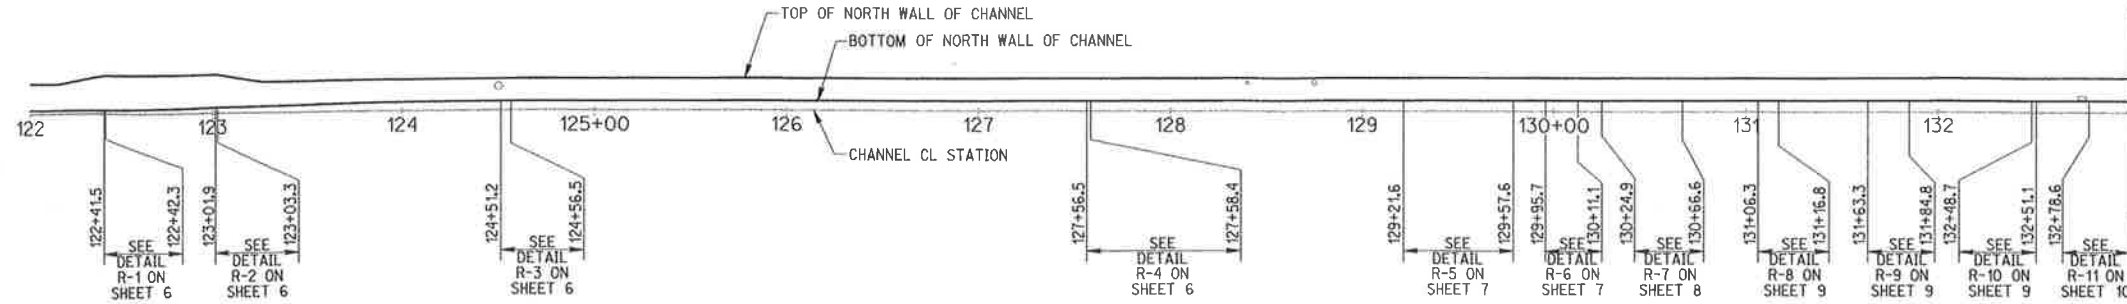 TOP OF NORTH WALL OF CHANNEL
BOTTOM OF NORTH WALL OF CHANNEL
122
123
124
125+00
126
127
128
129
130+00
131
132
CHANNEL CL STATION
122+41.5
122+42.3
123+01.9
123+03.3
124+51.2
124+56.5
127+56.5
127+58.4
129+21.6
129+57.6
129+95.7
130+11.1
130+24.9
130+66.6
131+06.3
131+16.8
131+63.3
131+84.8
132+48.7
132+51.1
132+78.6
SEE
DETAIL
R-1 ON
SHEET 6
SEE
DETAIL
R-2 ON
SHEET 6
SEE
DETAIL
R-3 ON
SHEET 6
SEE
DETAIL
R-4 ON
SHEET 6
SEE
DETAIL
R-5 ON
SHEET 7
SEE
DETAIL
R-6 ON
SHEET 7
SEE
DETAIL
R-7 ON
SHEET 8
SEE
DETAIL
R-8 ON
SHEET 9
SEE
DETAIL
R-9 ON
SHEET 9
SEE
DETAIL
R-10 ON
SHEET 9
SEE
DETAIL
R-11 ON
SHEET